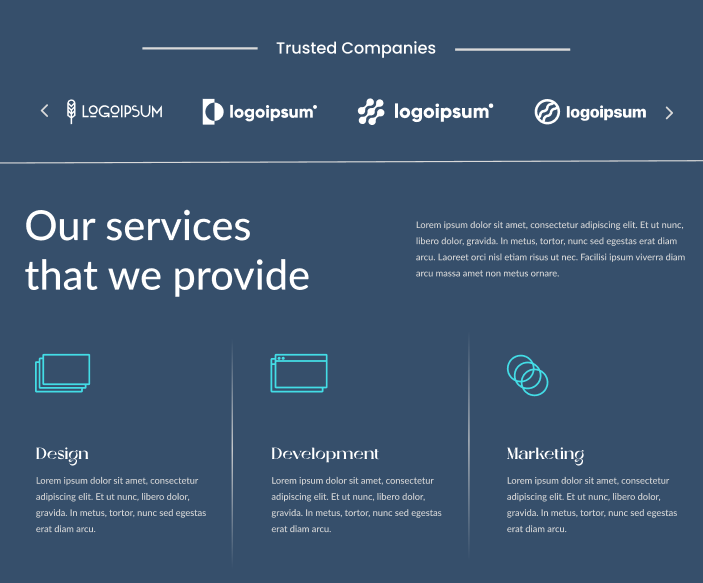 Trusted Companies
LOGOIPSUM
logoipsum
logoipsum
logoipsum
Our services
that we provide
Lorem ipsum dolor sit amet, consectetur adipiscing elit. Et ut nunc,
libero dolor, gravida. In metus, tortor, nunc sed egestas erat diam
arcu. Laoreet orci nisl etiam risus ut nec. Facilisi ipsum viverra diam
arcu massa amet non metus ornare.
Design
Lorem ipsum dolor sit amet, consectetur
adipiscing elit. Et ut nunc, libero dolor,
gravida. In metus, tortor, nunc sed egestas
erat diam arcu.
Development
Lorem ipsum dolor sit amet, consectetur
adipiscing elit. Et ut nunc, libero dolor,
gravida. In metus, tortor, nunc sed egestas
erat diam arcu.
Marketing
Lorem ipsum dolor sit amet, consectetur
adipiscing elit. Et ut nunc, libero dolor,
gravida. In metus, tortor, nunc sed egestas
erat diam arcu.